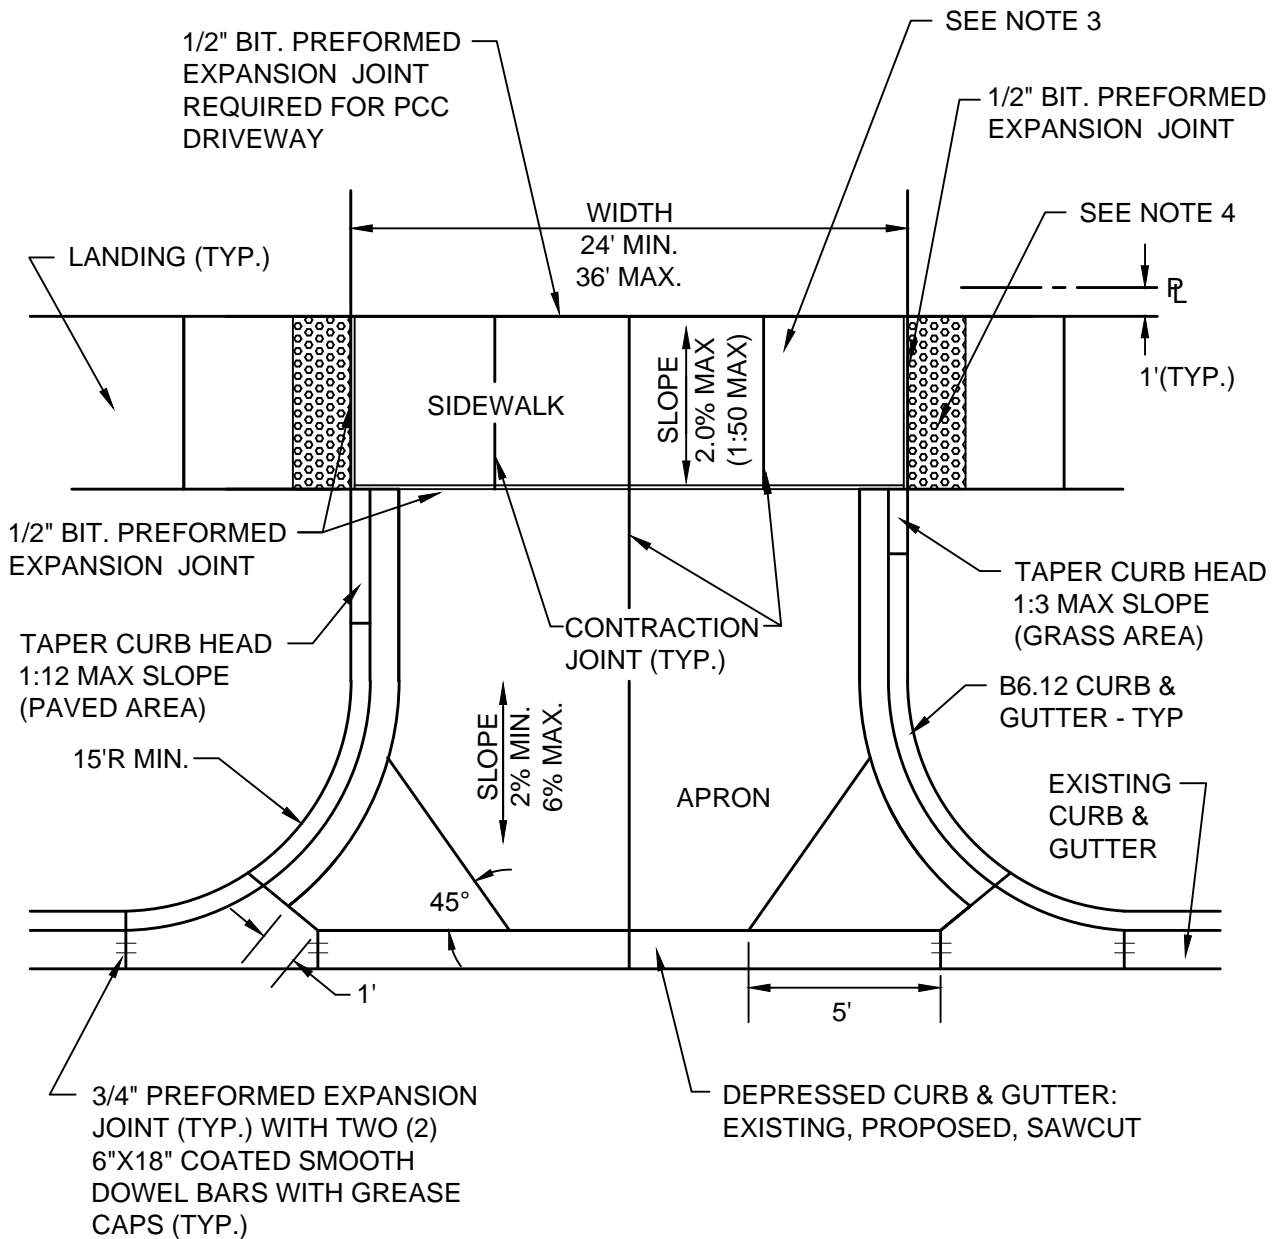 1/2" BIT. PREFORMED
EXPANSION JOINT
REQUIRED FOR PCC
DRIVEWAY
SEE NOTE 3
1/2" BIT. PREFORMED
EXPANSION JOINT
WIDTH
24' MIN.
36' MAX.
SEE NOTE 4
LANDING (TYP.)
PL
1'(TYP.)
SIDEWALK
SLOPE
2.0% MAX
(1:50 MAX)
1/2" BIT. PREFORMED
EXPANSION JOINT
TAPER CURB HEAD
1:3 MAX SLOPE
(GRASS AREA)
CONTRACTION
JOINT (TYP.)
TAPER CURB HEAD
1:12 MAX SLOPE
(PAVED AREA)
B6.12 CURB &
GUTTER - TYP
15'R MIN.
SLOPE
2% MIN.
6% MAX.
APRON
EXISTING
CURB &
GUTTER
45°
1'
5'
3/4" PREFORMED EXPANSION
JOINT (TYP.) WITH TWO (2)
6"X18" COATED SMOOTH
DOWEL BARS WITH GREASE
CAPS (TYP.)
DEPRESSED CURB & GUTTER:
EXISTING, PROPOSED, SAWCUT